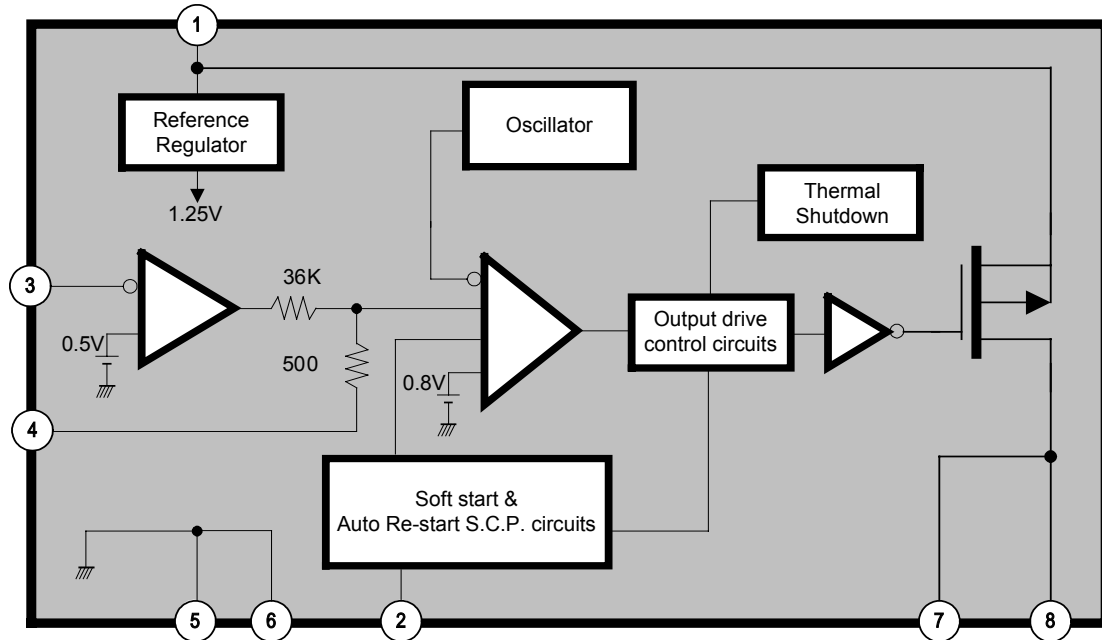 1
Reference
Regulator
1.25V
Oscillator
Thermal
Shutdown
3
36K
0.5V
500
0.8V
Output drive
control circuits
4
Soft start &
Auto Re-start S.C.P. circuits
5
6
2
7
8